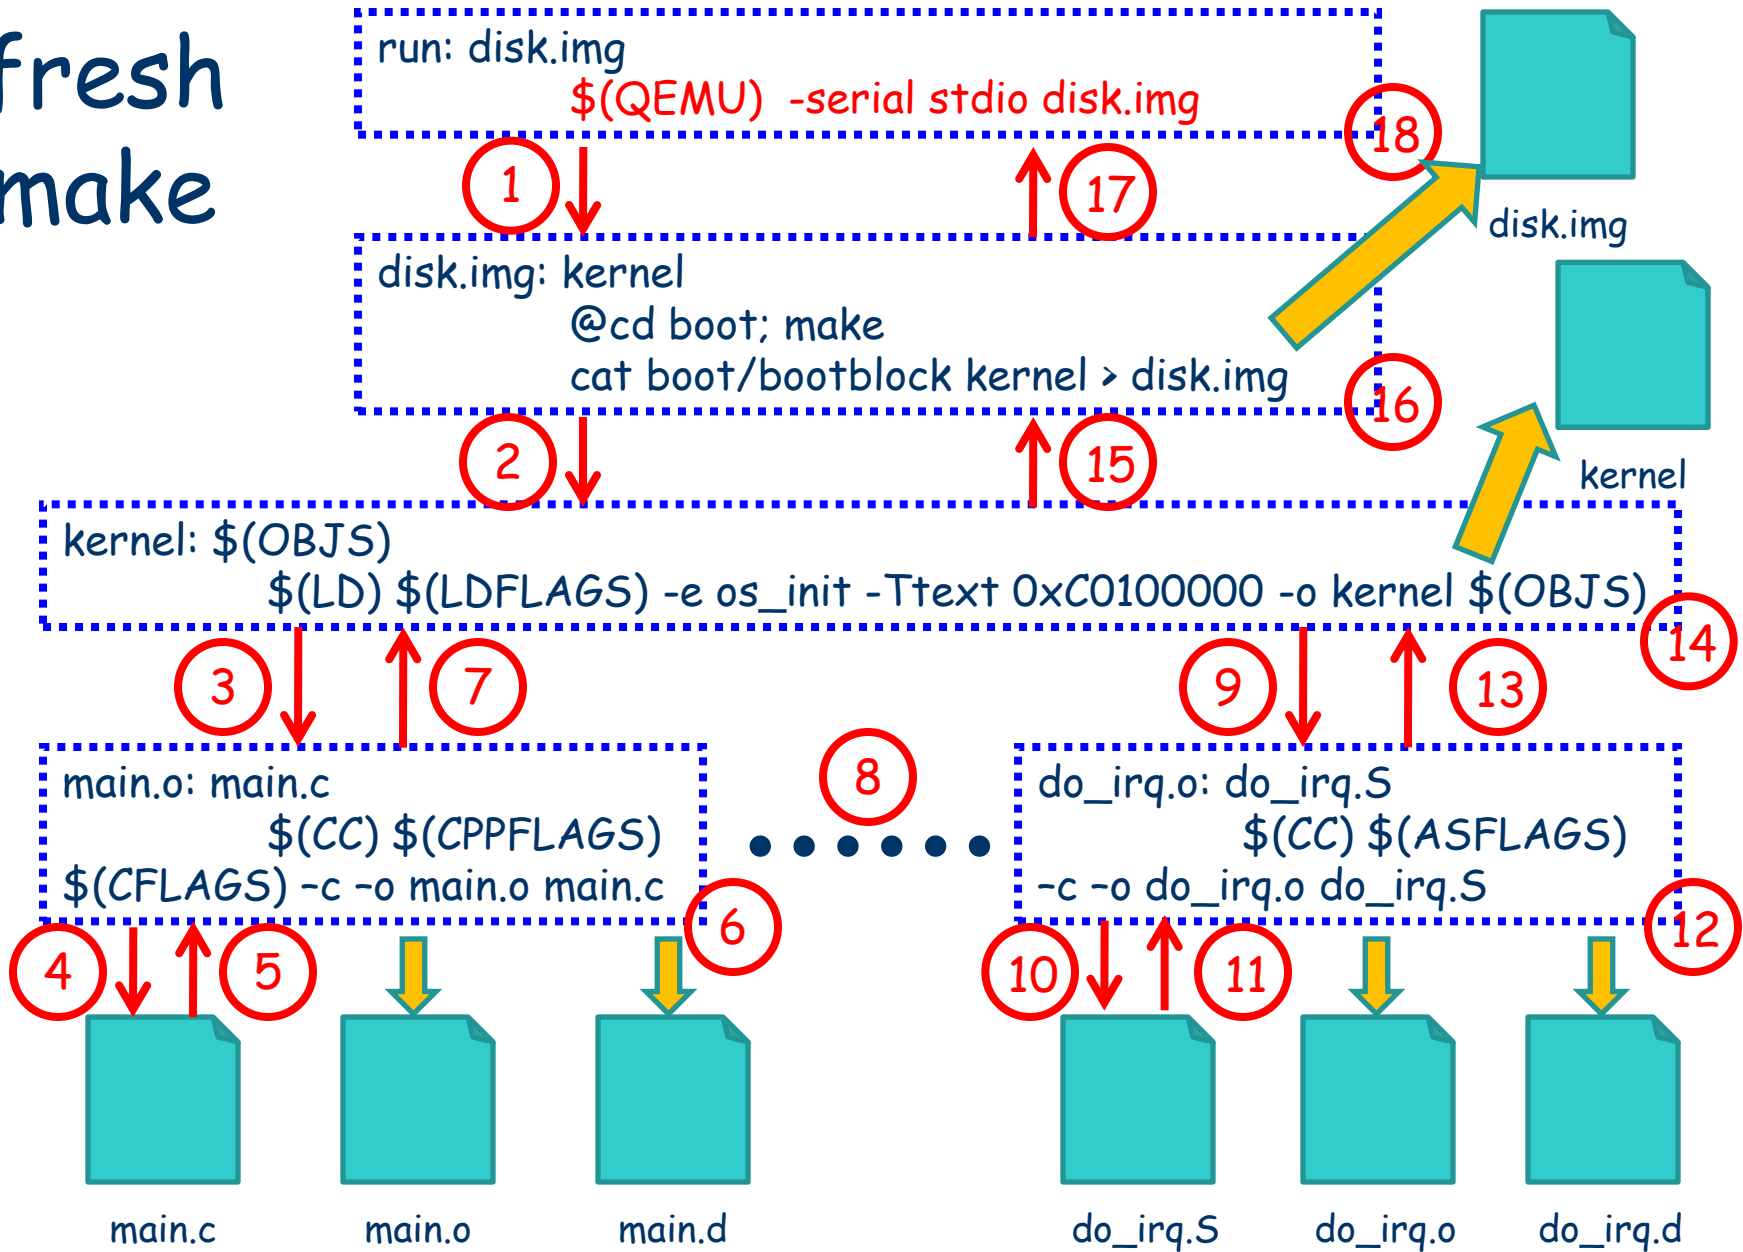 fresh
make
run: disk.img
$(QEMU) -serial stdio disk.img
18
1
17
disk.img
disk.img: kernel
@cd boot; make
cat boot/bootblock kernel > disk.img
16
2
15
kernel
kernel: $(OBJS)
$(LD) $(LDFLAGS) -e os_init -Ttext 0xC0100000 -o kernel $(OBJS)
14
3
7
9
13
8
main.o: main.c
$(CC) $(CPPFLAGS)
$(CFLAGS) –c –o main.o main.c
6
do_irq.o: do_irq.S
$(CC) $(ASFLAGS)
–c –o do_irq.o do_irq.S
12
4
5
10
11
main.c
main.o
main.d
do_irq.S
do_irq.o
do_irq.d